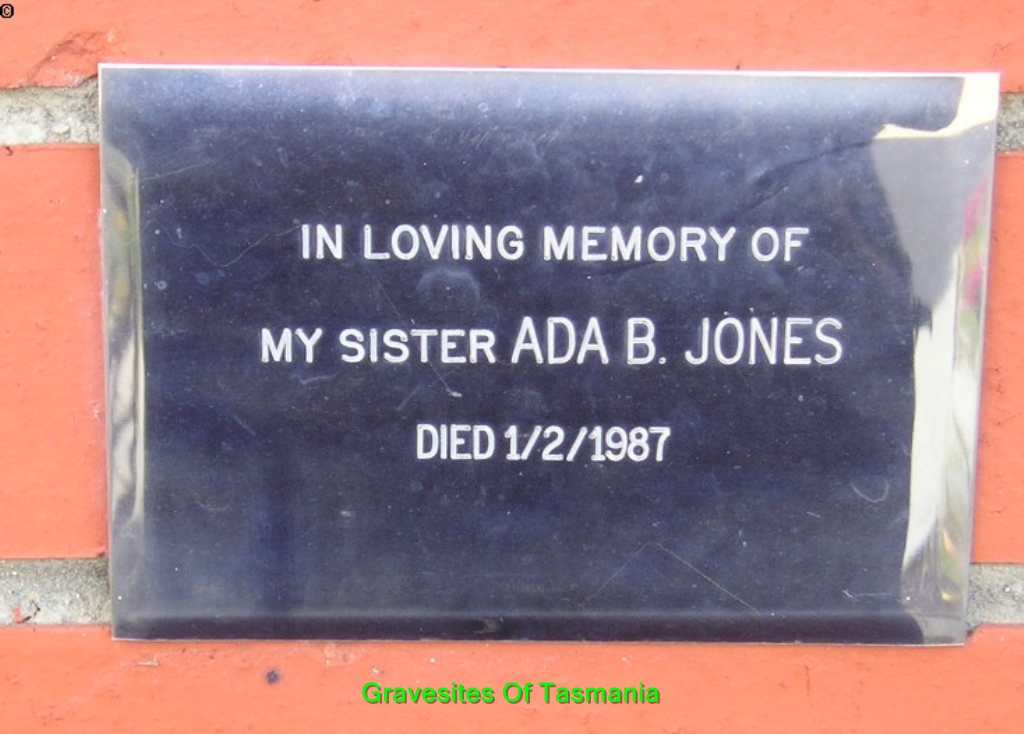 ©
IN LOVING MEMORY OF
MY SISTER ADA B. JONES
DIED 1/2/1987
Gravesites Of Tasmania